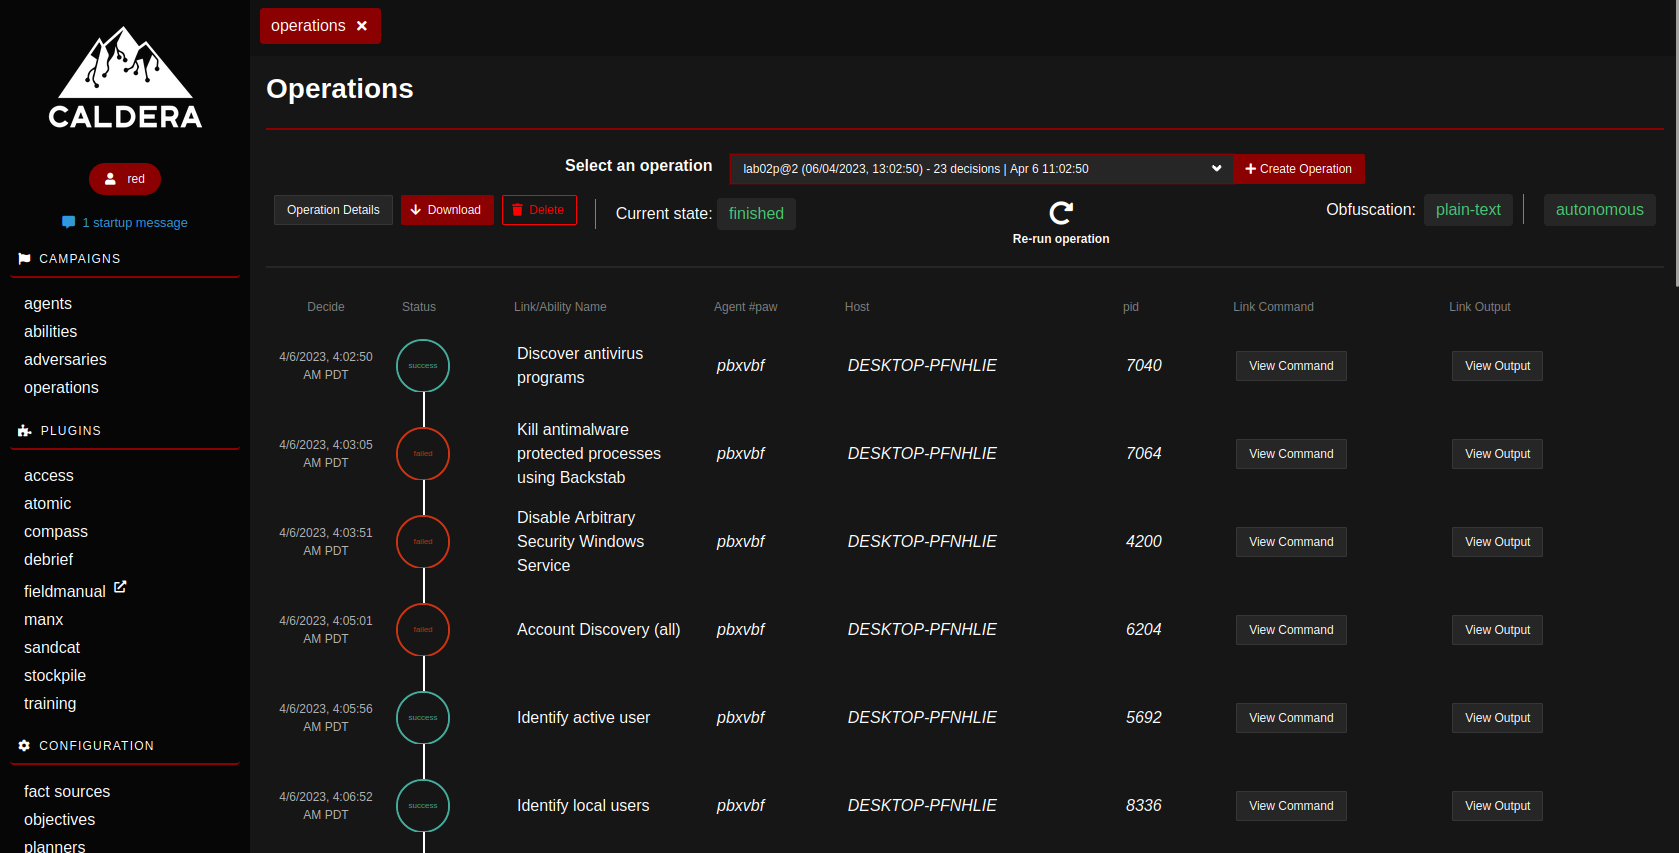 CALDERA
red
1 startup message
CAMPAIGNS
agents
abilities
adversaries
operations
PLUGINS
access
atomic
compass
debrief
fieldmanual
manx
sandcat
stockpile
training
CONFIGURATION
fact sources
objectives
planners
operations
Operations
Select an operation
lab02p@2 (06/04/2023, 13:02:50) - 23 decisions | Apr 6 11:02:50
Create Operation
Operation Details
Download
Delete
Current state: finished
Re-run operation
Obfuscation: plain-text
autonomous
Decide Status Link/Ability Name Agent #paw Host pid Link Command Link Output
4/6/2023, 4:02:50
AM PDT
success
Discover antivirus
programs
pbxvbf
DESKTOP-PFNHLIE
7040
View Command
View Output
4/6/2023, 4:03:05
AM PDT
failed
Kill antimalware
protected processes
using Backstab
pbxvbf
DESKTOP-PFNHLIE
7064
View Command
View Output
4/6/2023, 4:03:51
AM PDT
failed
Disable Arbitrary
Security Windows
Service
pbxvbf
DESKTOP-PFNHLIE
4200
View Command
View Output
4/6/2023, 4:05:01
AM PDT
failed
Account Discovery (all)
pbxvbf
DESKTOP-PFNHLIE
6204
View Command
View Output
4/6/2023, 4:05:56
AM PDT
success
Identify active user
pbxvbf
DESKTOP-PFNHLIE
5692
View Command
View Output
4/6/2023, 4:06:52
AM PDT
success
Identify local users
pbxvbf
DESKTOP-PFNHLIE
8336
View Command
View Output